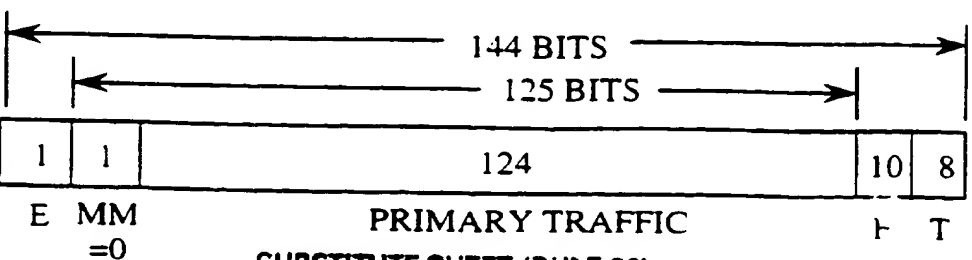 144 BITS
125 BITS
1 1 124 10 8
E MM PRIMARY TRAFFIC T
=0